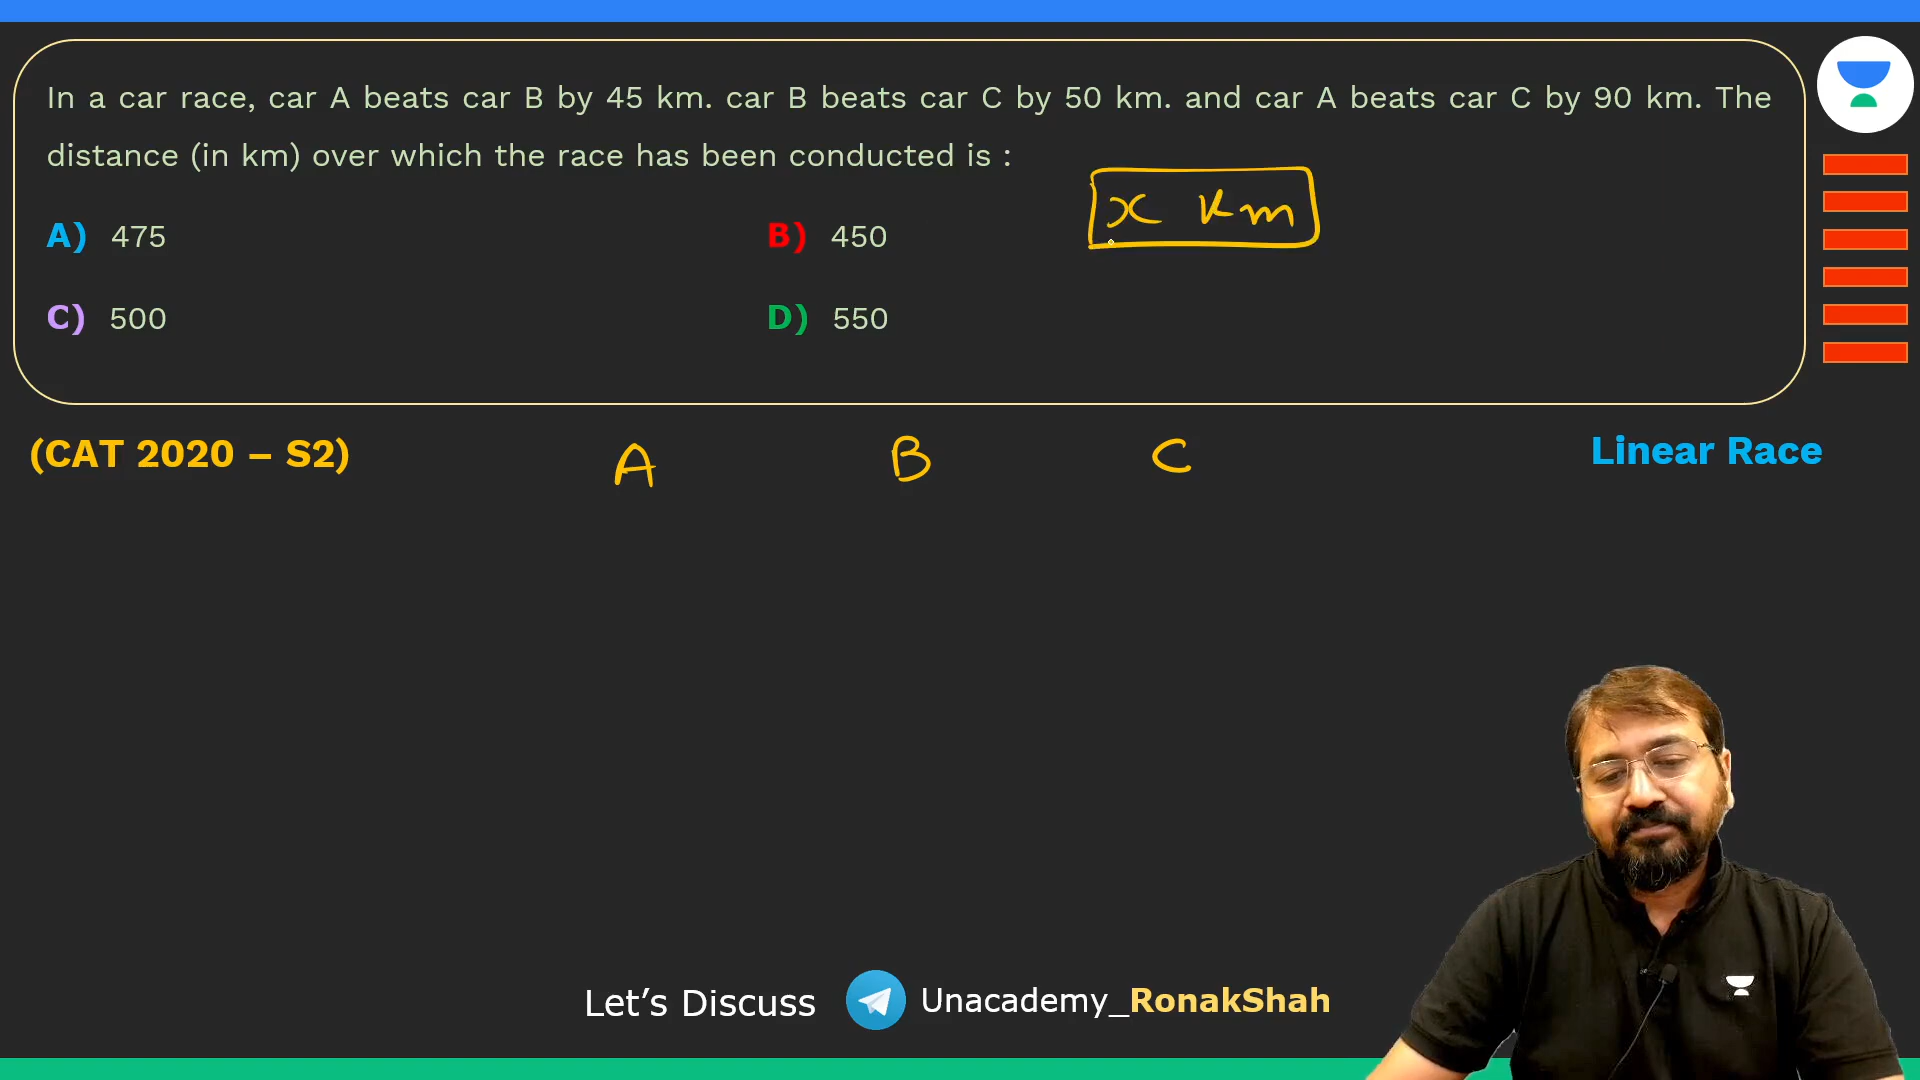 In a car race, car A beats car B by 45 km. car B beats car C by 50 km. and car A beats car C by 90 km. The
distance (in km) over which the race has been conducted is :
x km
A) 475
B) 450
C) 500
D) 550
(CAT 2020 – S2)
A B C
Linear Race
Let’s Discuss
Unacademy_RonakShah